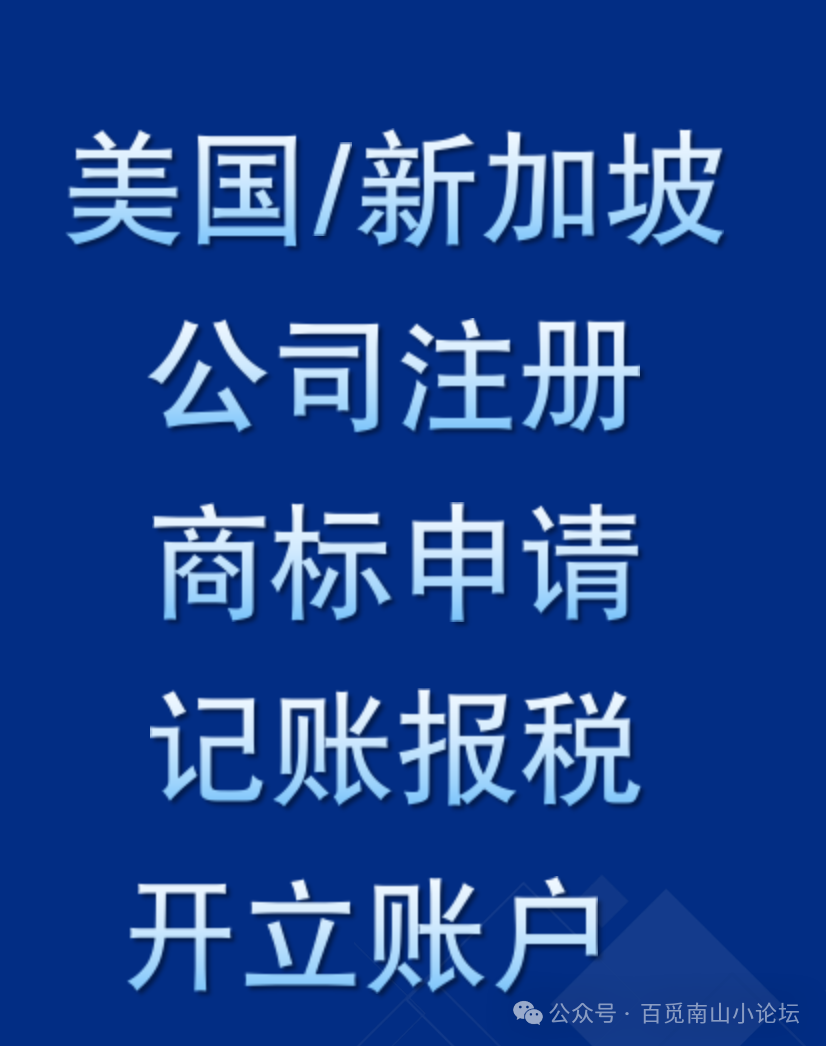 美国/新加坡
公司注册
商标申请
记账报税
开立账户
公众号 · 百觅南山小论坛